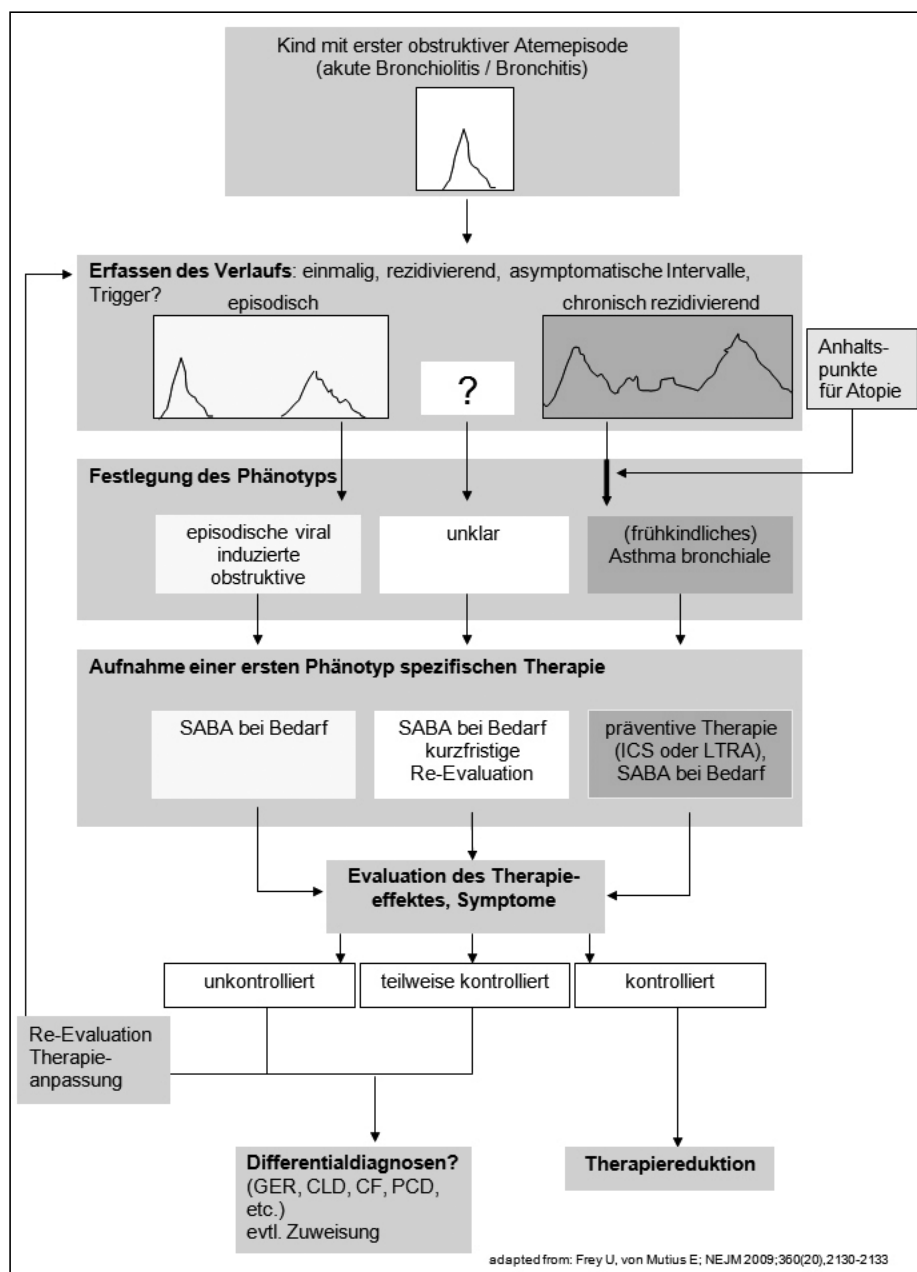 Kind mit erster obstruktiver Atemepisode
(akute Bronchiolitis / Bronchitis)
Erfassen des Verlaufs: einmalig, rezidivierend, asymptomatische Intervalle,
Trigger?
episodisch
chronisch rezidivierend
?
Anhalts-
punkte
für Atopie
Festlegung des Phänotyps
episodische viral
induzierte
obstruktive
unklar
(frühkindliches)
Asthma bronchiale
Aufnahme einer ersten Phänotyp spezifischen Therapie
SABA bei Bedarf
SABA bei Bedarf
kurzfristige
Re-Evaluation
präventive Therapie
(ICS oder LTRA),
SABA bei Bedarf
Evaluation des Therapie-
effektes, Symptome
unkontrolliert
teilweise kontrolliert
kontrolliert
Re-Evaluation
Therapie-
anpassung
Differentialdiagnosen?
(GER, CLD, CF, PCD,
etc.)
evtl. Zuweisung
Therapiereduktion
adapted from: Frey U, von Mutius E; NEJM 2009;360(20),2130-2133